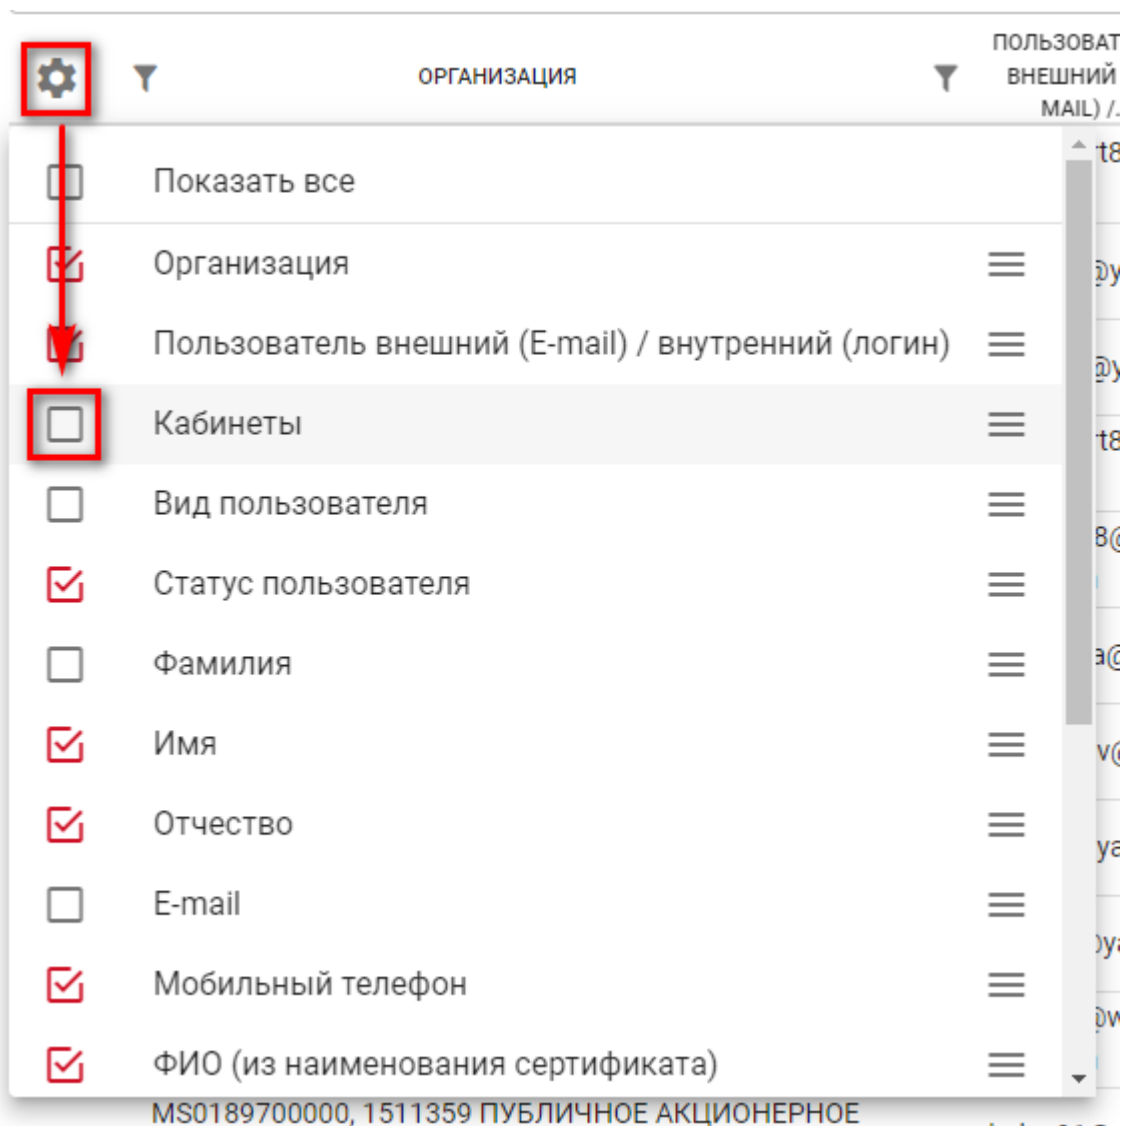 ОРГАНИЗАЦИЯ
ПОЛЬЗОВАТ
ВНЕШНИЙ
MAIL) /.
Показать все
Организация
Пользователь внешний (E-mail) / внутренний (логин)
Кабинеты
Вид пользователя
Статус пользователя
Фамилия
Имя
Отчество
E-mail
Мобильный телефон
ФИО (из наименования сертификата)
MS0189700000, 1511359 ПУБЛИЧНОЕ АКЦИОНЕРНОЕ